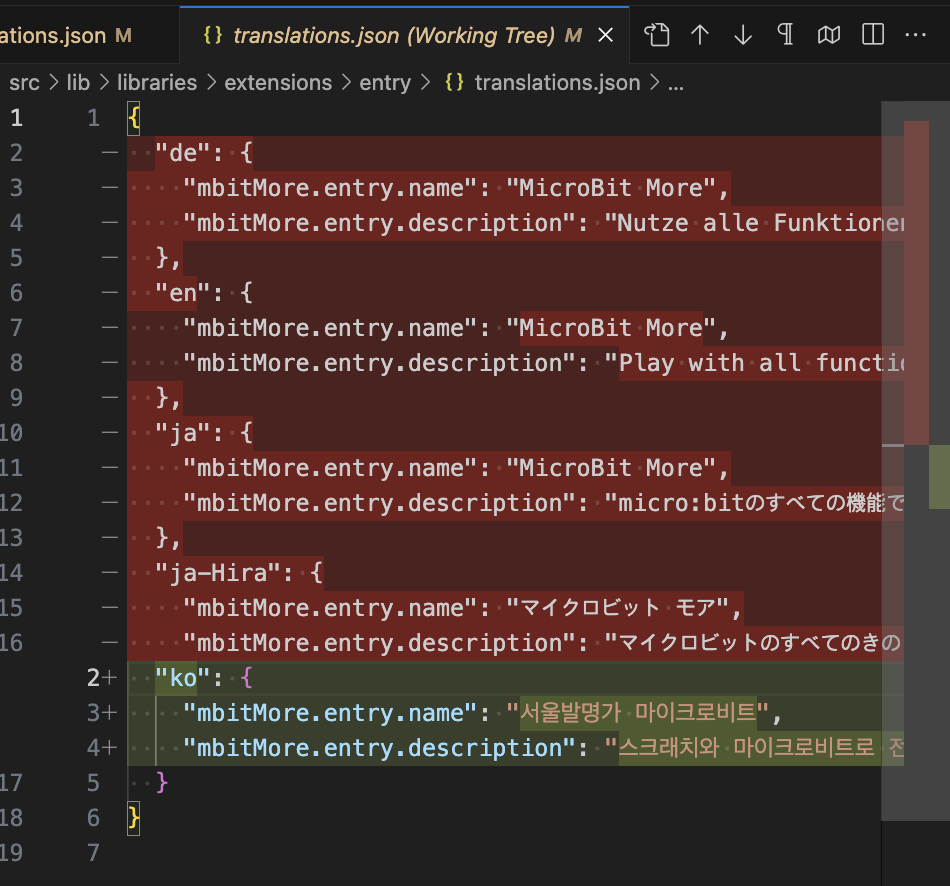 ations.json M
{} translations.json (Working Tree) M
src > lib > libraries > extensions > entry > {} translations.json > ...
1 1 {
2 — "de": {
3 — "mbitMore.entry.name": "MicroBit More",
4 — "mbitMore.entry.description": "Nutze alle Funktionen
5 — },
6 — "en": {
7 — "mbitMore.entry.name": "MicroBit More",
8 — "mbitMore.entry.description": "Play with all functio
9 — },
10 — "ja": {
11 — "mbitMore.entry.name": "MicroBit More",
12 — "mbitMore.entry.description": "micro:bitのすべての機能で
13 — },
14 — "ja-Hira": {
15 — "mbitMore.entry.name": "マイクロビット モア",
16 — "mbitMore.entry.description": "マイクロビットのすべてのきの
2+ "ko": {
3+ "mbitMore.entry.name": "서울발명가 마이크로비트",
4+ "mbitMore.entry.description": "스크래치와 마이크로비트로 전
17 5 }
18 6 }
19 7